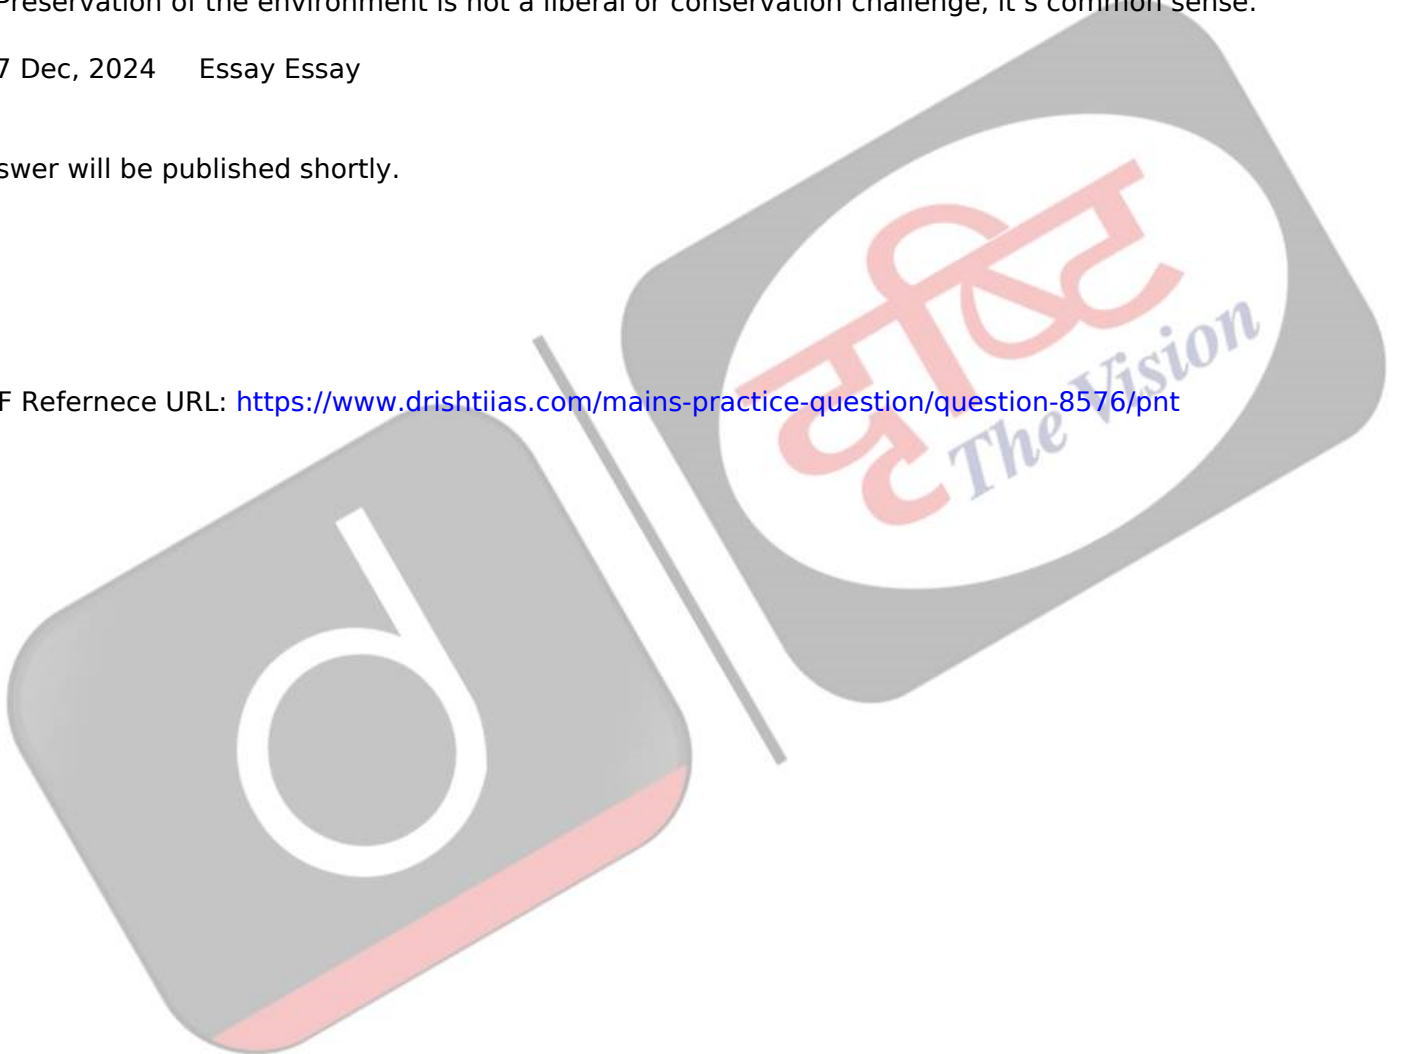 Preservation of the environment is not a liberal or conservation challenge, it's common sense.
7 Dec, 2024 Essay Essay
swer will be published shortly.
F Refernece URL: https://www.drishtiias.com/mains-practice-question/question-8576/pnt
दृष्टि
The Vision